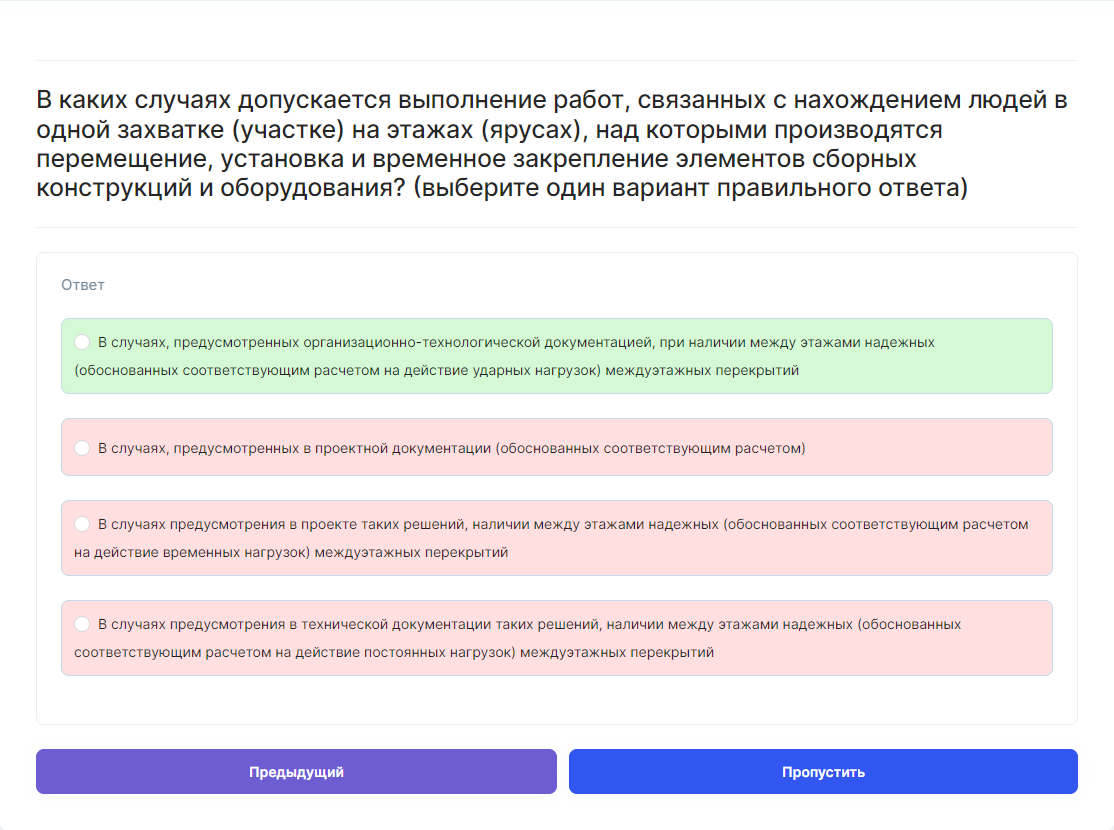 В каких случаях допускается выполнение работ, связанных с нахождением людей в
одной захватке (участке) на этажах (ярусах), над которыми производятся
перемещение, установка и временное закрепление элементов сборных
конструкций и оборудования? (выберите один вариант правильного ответа)
Ответ
В случаях, предусмотренных организационно-технологической документацией, при наличии между этажами надежных
(обоснованных соответствующим расчетом на действие ударных нагрузок) междуэтажных перекрытий
В случаях, предусмотренных в проектной документации (обоснованных соответствующим расчетом)
В случаях предусмотрения в проекте таких решений, наличии между этажами надежных (обоснованных соответствующим расчетом
на действие временных нагрузок) междуэтажных перекрытий
В случаях предусмотрения в технической документации таких решений, наличии между этажами надежных (обоснованных
соответствующим расчетом на действие постоянных нагрузок) междуэтажных перекрытий
Предыдущий
Пропустить